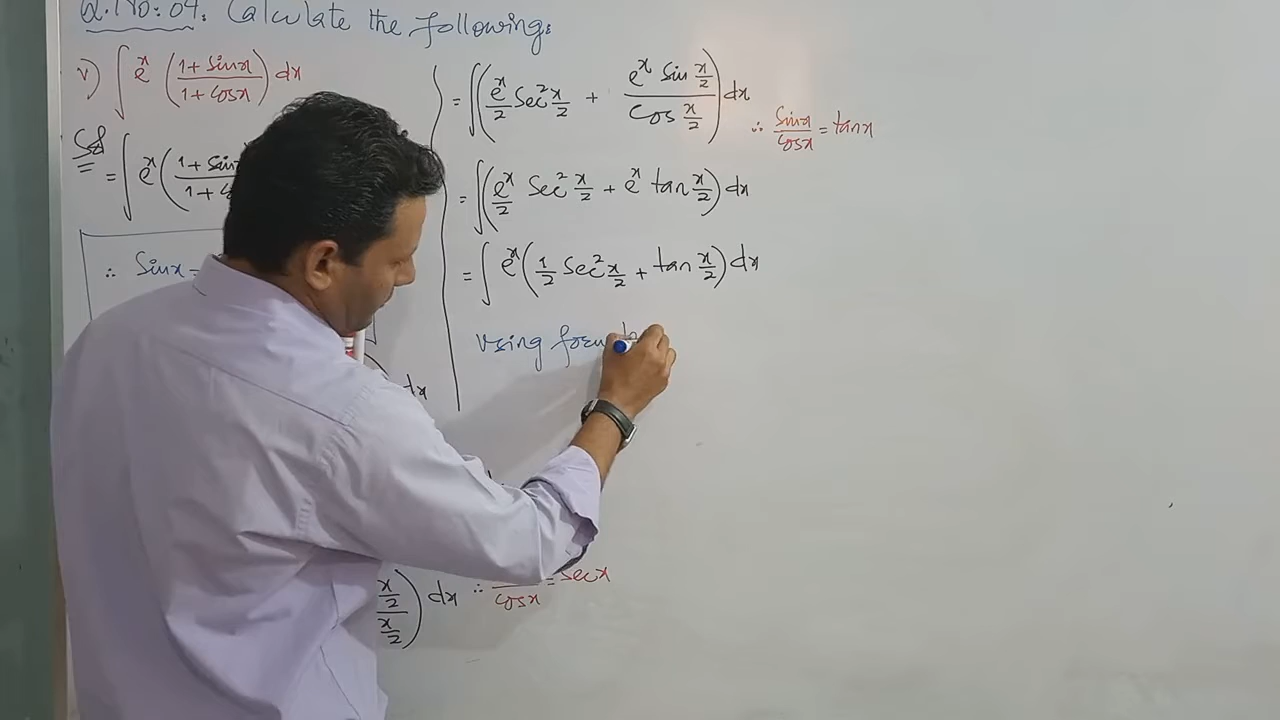 Q.No: 04. Calculate the following:
v) ∫ e^x ((1 + sinx)/(1 + cosx)) dx
Sol
= ∫ e^x (1 + sin
1 +
∴ Sinx =
dx
x/2 / x/2 ) dx ∴ /cosx = secx
= ∫ (e^x/2 Sec² x/2 + (e^x Sin x/2)/(Cos x/2)) dx
∴ Sinx/Cosx = tanx
= ∫ (e^x/2 Sec² x/2 + e^x tan x/2) dx
= ∫ e^x (1/2 Sec² x/2 + tan x/2) dx
Using